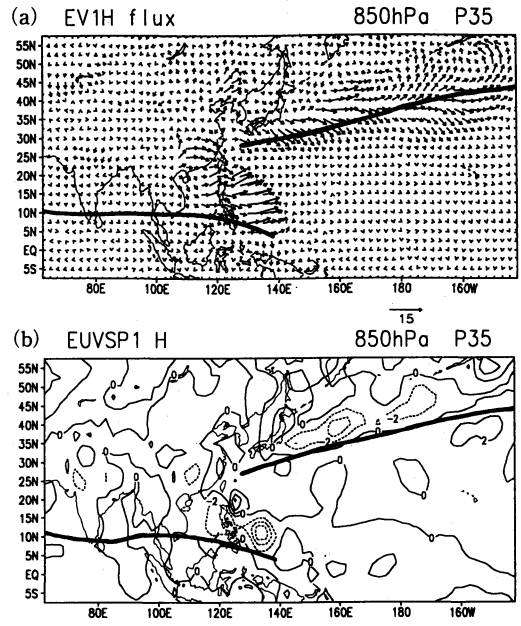 (a) EV1H flux 850hPa P35
55N
50N
45N
40N
35N
30N
25N
20N
15N
10N
5N
EQ
5S
80E 100E 120E 140E 160E 180 160W
15
(b) EUVSP1 H 850hPa P35
55N
50N
45N
40N
35N
30N
25N
20N
15N
10N
5N
EQ
5S
80E 100E 120E 140E 160E 180 160W